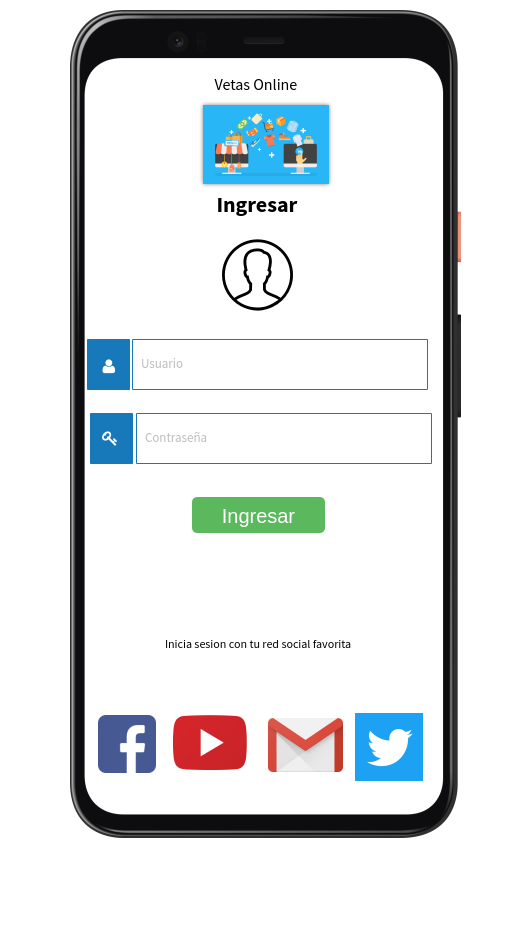 Vetas Online
Ingresar
Usuario
Contraseña
Ingresar
Inicia sesion con tu red social favorita